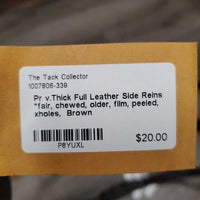 The Tack Collector
1007806-339
Pr v.Thick Full Leather Side Reins
*fair, chewed, older, film, peeled,
xholes, Brown
$20.00
P8YUXL